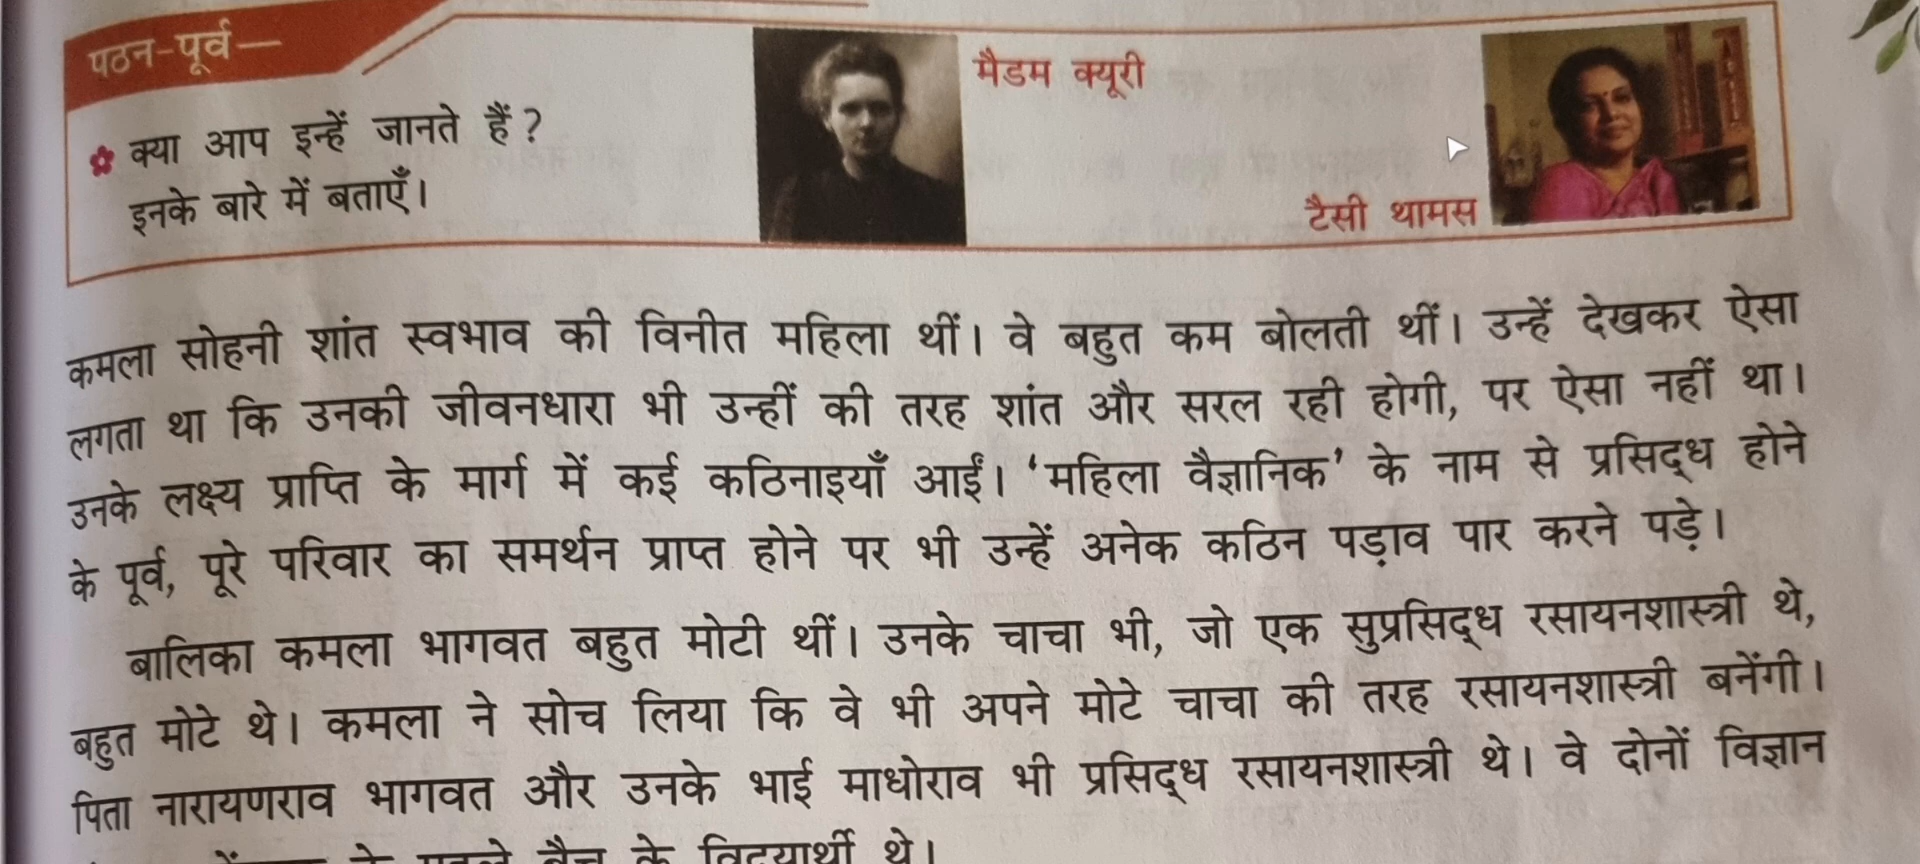 पठन-पूर्व—
क्या आप इन्हें जानते हैं?
इनके बारे में बताएँ।
मैडम क्यूरी
टैसी थामस
कमला सोहनी शांत स्वभाव की विनीत महिला थीं। वे बहुत कम बोलती थीं। उन्हें देखकर ऐसा
लगता था कि उनकी जीवनधारा भी उन्हीं की तरह शांत और सरल रही होगी, पर ऐसा नहीं था।
उनके लक्ष्य प्राप्ति के मार्ग में कई कठिनाइयाँ आईं। ‘महिला वैज्ञानिक’ के नाम से प्रसिद्ध होने
के पूर्व, पूरे परिवार का समर्थन प्राप्त होने पर भी उन्हें अनेक कठिन पड़ाव पार करने पड़े।
बालिका कमला भागवत बहुत मोटी थीं। उनके चाचा भी, जो एक सुप्रसिद्ध रसायनशास्त्री थे,
बहुत मोटे थे। कमला ने सोच लिया कि वे भी अपने मोटे चाचा की तरह रसायनशास्त्री बनेंगी।
पिता नारायणराव भागवत और उनके भाई माधोराव भी प्रसिद्ध रसायनशास्त्री थे। वे दोनों विज्ञान
के विद्यार्थी थे।